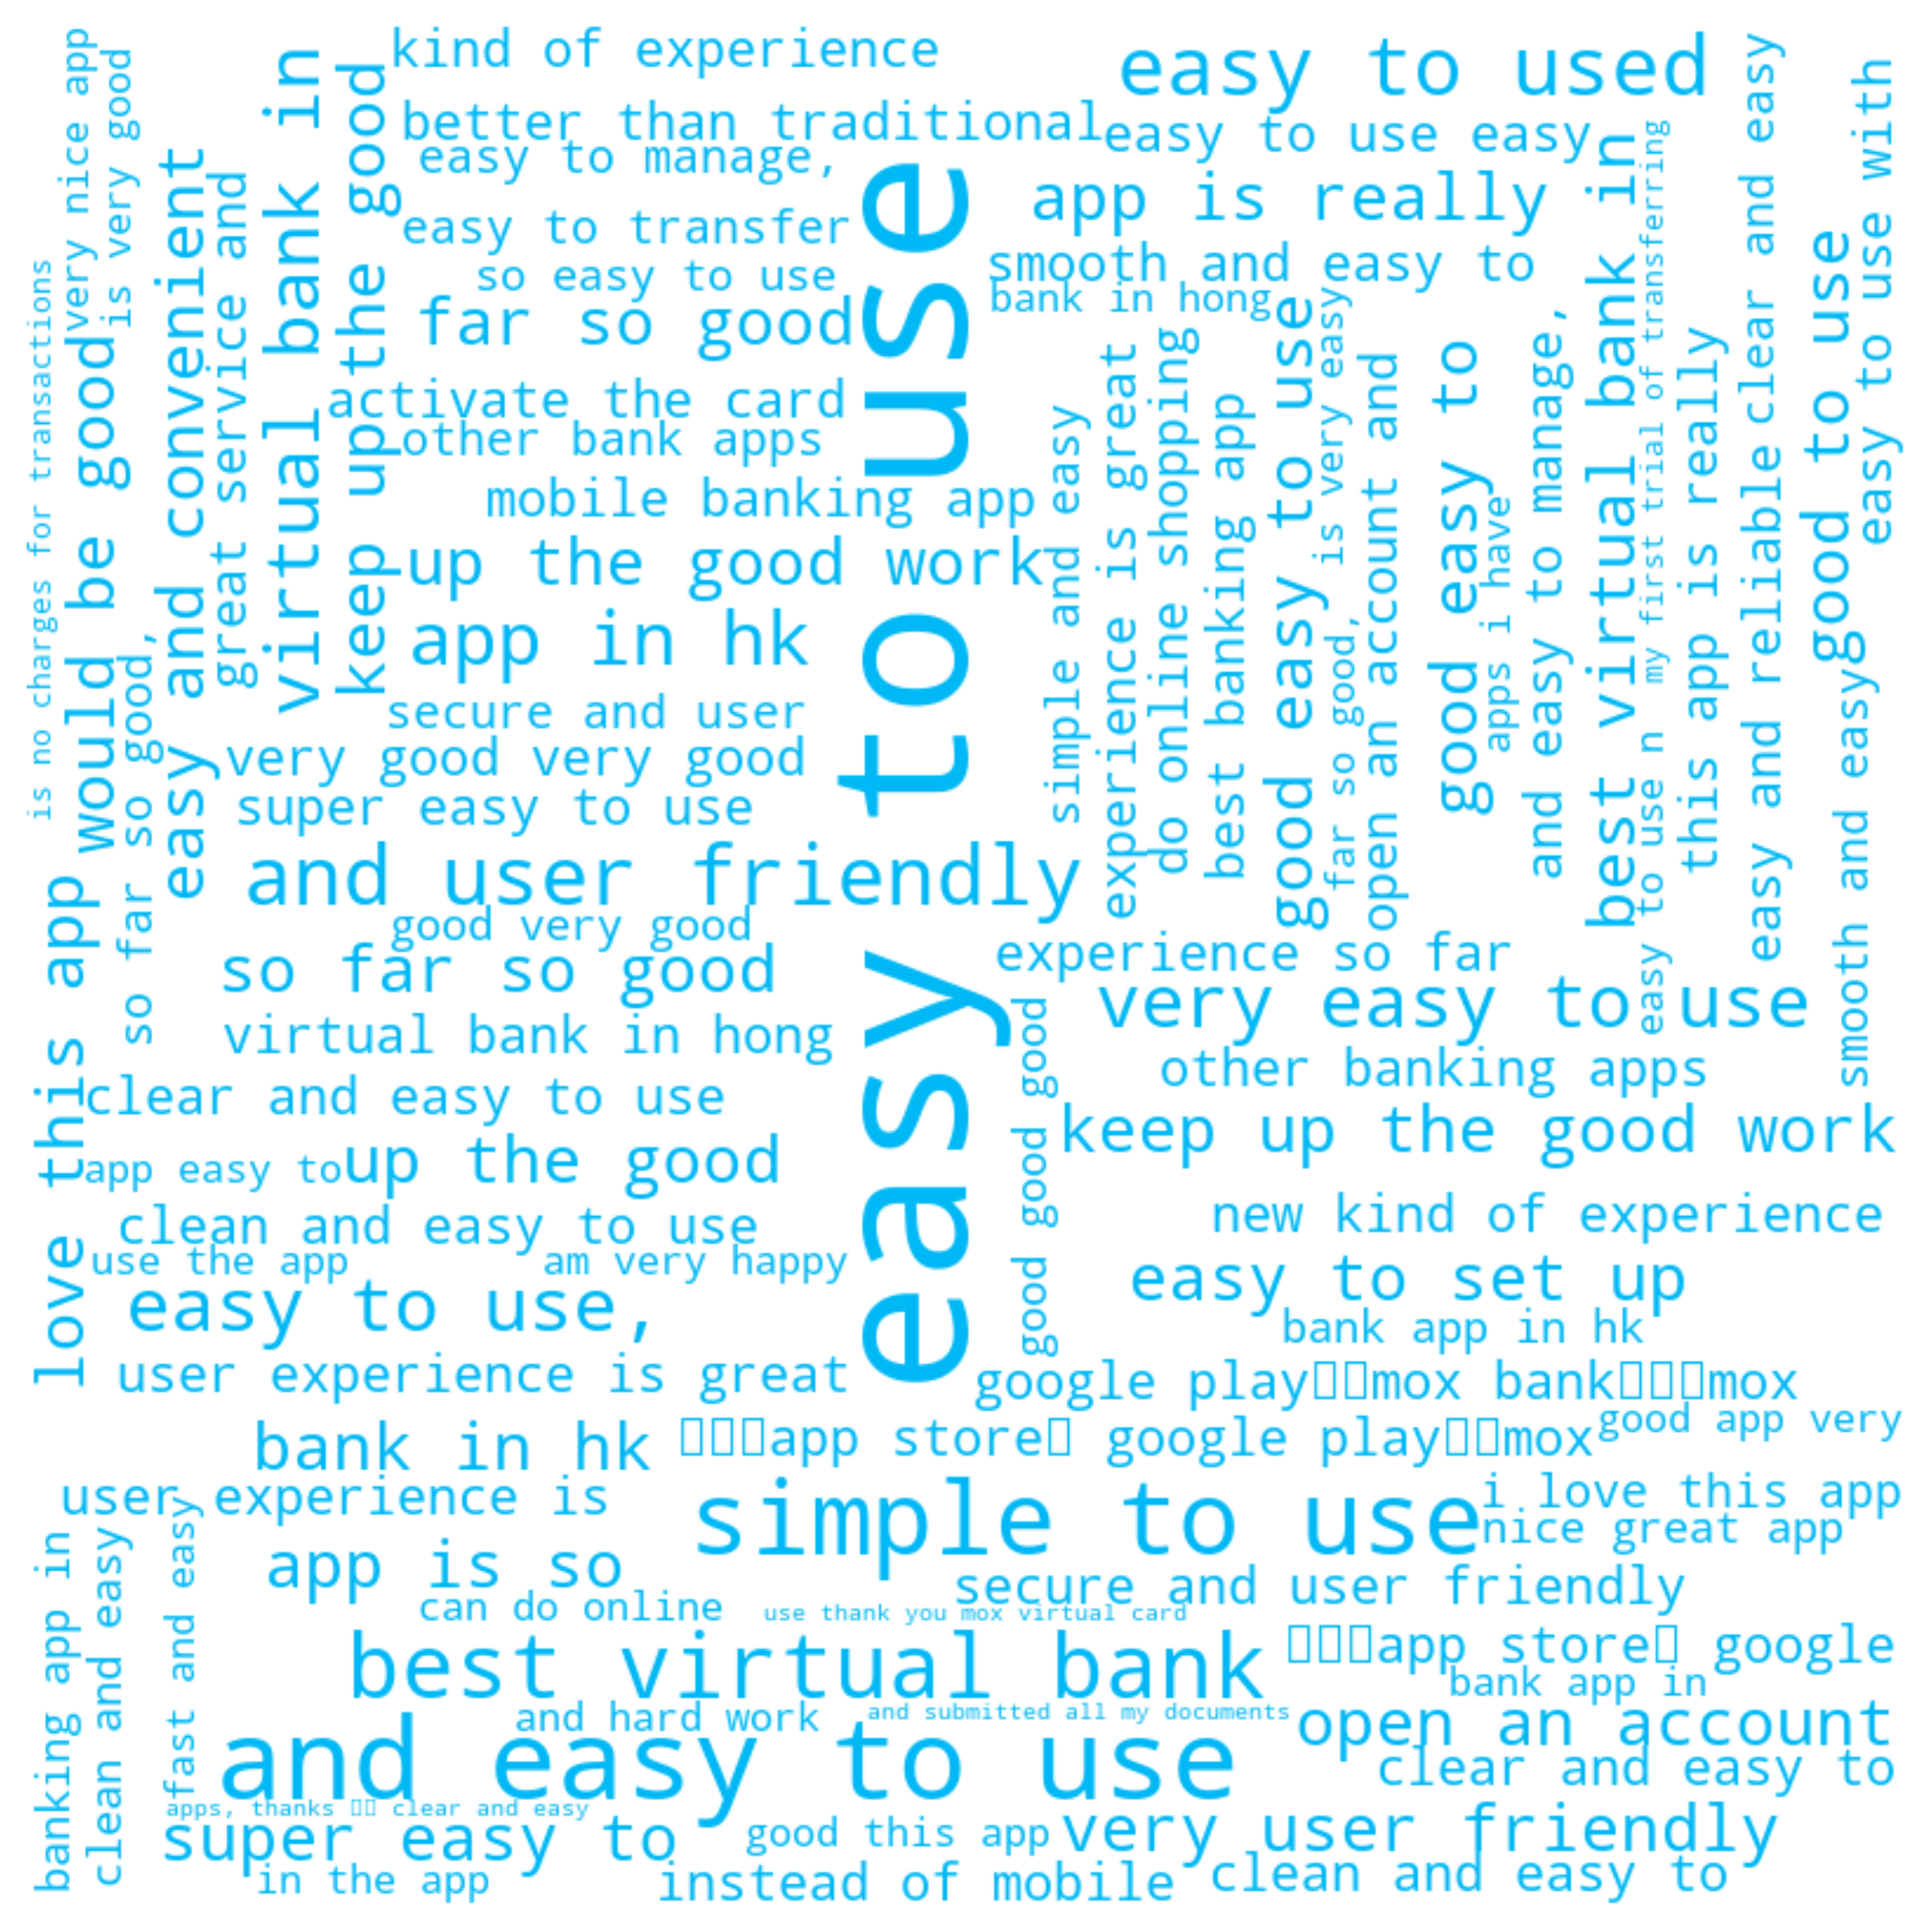 kind of experience
easy to used
better than traditional
easy to use easy
easy to manage,
app is really
easy to transfer
smooth and easy to
so easy to use
bank in hong
far so good
activate the card
other bank apps
mobile banking app
up the good work
app in hk
secure and user
very good very good
super easy to use
and user friendly
good very good
so far so good
experience so far
very easy to use
virtual bank in hong
other banking apps
clear and easy to use
keep up the good work
app easy to
up the good
new kind of experience
clean and easy to use
use the app
am very happy
easy to set up
easy to use,
bank app in hk
user experience is great
google play▯▯mox bank▯▯▯mox
bank in hk
▯▯▯app store▯ google play▯▯mox
good app very
user experience is
simple to use
i love this app
nice great app
app is so
secure and user friendly
can do online
use thank you mox virtual card
best virtual bank
▯▯▯app store▯ google
bank app in
and hard work
and submitted all my documents
open an account
and easy to use
clear and easy to
apps, thanks ▯▯ clear and easy
super easy to
good this app
very user friendly
in the app
instead of mobile
clean and easy to
is no charges for transactions
very nice app
is very good
would be good
so far so good,
easy and convenient
great service and
virtual bank in
keep up the good
love this app
easy to use
simple and easy
experience is great
do online shopping
best banking app
good easy to use
is very easy
far so good,
open an account and
good easy to
apps i have
and easy to manage,
best virtual bank in
my first trial of transferring
easy to use n
this app is really
easy and reliable
clear and easy
good to use
easy to use with
smooth and easy
good good good good
banking app in
clean and easy
fast and easy